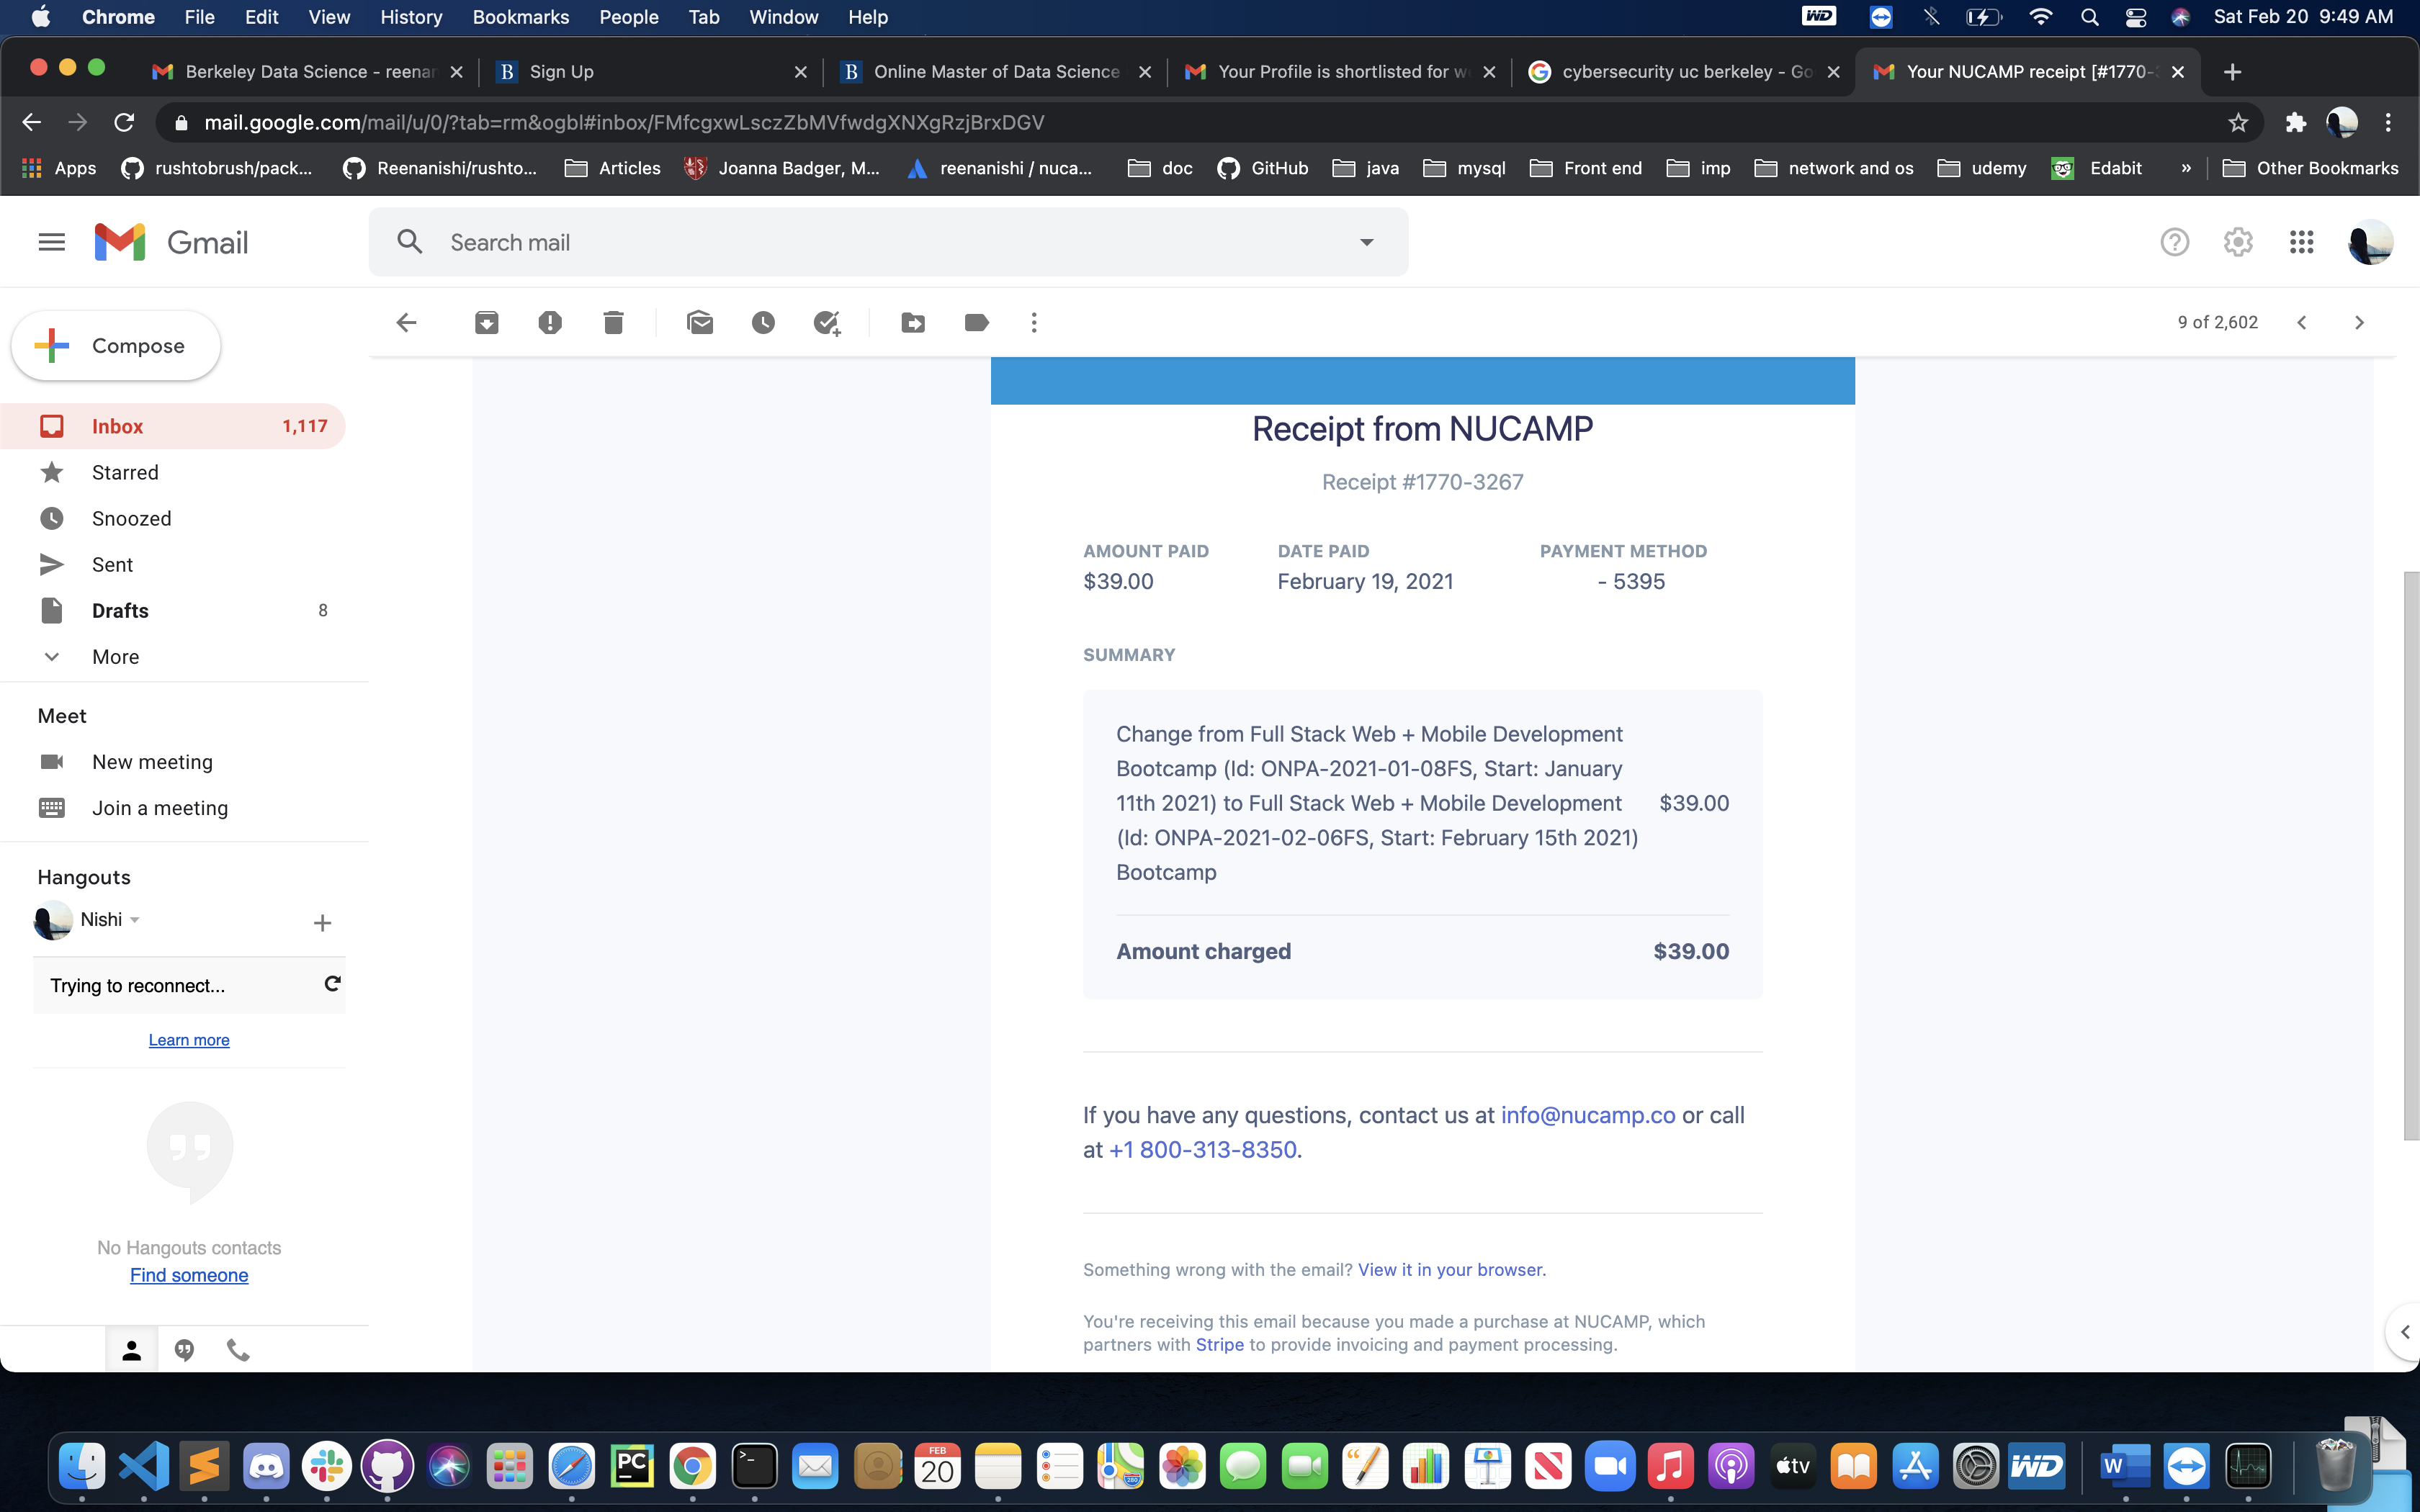 Chrome File Edit View History Bookmarks People Tab Window Help
WD
Sat Feb 20 9:49 AM
Berkeley Data Science - reenar
B Sign Up
B Online Master of Data Science
Your Profile is shortlisted for w
cybersecurity uc berkeley - Go
Your NUCAMP receipt [#1770-
mail.google.com/mail/u/0/?tab=rm&ogbl#inbox/FMfcgxwLsczZbMVfwdgXNXgRzjBrxDGV
Apps rushtobrush/pack... Reenanishi/rushto... Articles Joanna Badger, M... reenanishi / nuca... doc GitHub java mysql Front end imp network and os udemy Edabit » Other Bookmarks
Gmail
Search mail
Compose
9 of 2,602
Inbox 1,117
Starred
Snoozed
Sent
Drafts 8
More
Meet
New meeting
Join a meeting
Hangouts
Nishi
Trying to reconnect...
Learn more
No Hangouts contacts
Find someone
Receipt from NUCAMP
Receipt #1770-3267
AMOUNT PAID DATE PAID PAYMENT METHOD
$39.00 February 19, 2021 - 5395
SUMMARY
Change from Full Stack Web + Mobile Development
Bootcamp (Id: ONPA-2021-01-08FS, Start: January
11th 2021) to Full Stack Web + Mobile Development $39.00
(Id: ONPA-2021-02-06FS, Start: February 15th 2021)
Bootcamp
Amount charged $39.00
If you have any questions, contact us at info@nucamp.co or call
at +1 800-313-8350.
Something wrong with the email? View it in your browser.
You're receiving this email because you made a purchase at NUCAMP, which
partners with Stripe to provide invoicing and payment processing.
PC
FEB
20
280
tv
WD
W